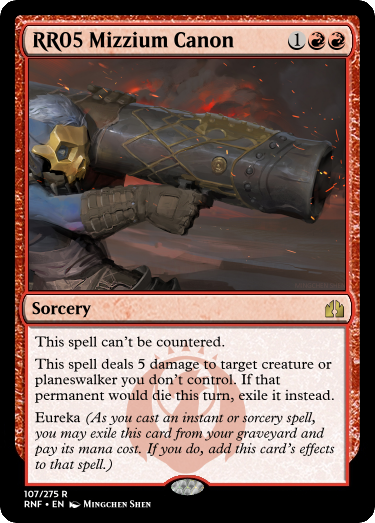 RR05 Mizzium Canon 1
Sorcery
This spell can't be countered.
This spell deals 5 damage to target creature or
planeswalker you don't control. If that
permanent would die this turn, exile it instead.
Eureka (As you cast an instant or sorcery spell,
you may exile this card from your graveyard and
pay its mana cost. If you do, add this card's effects
to that spell.)
107/275 R
RNF • EN Mingchen Shen